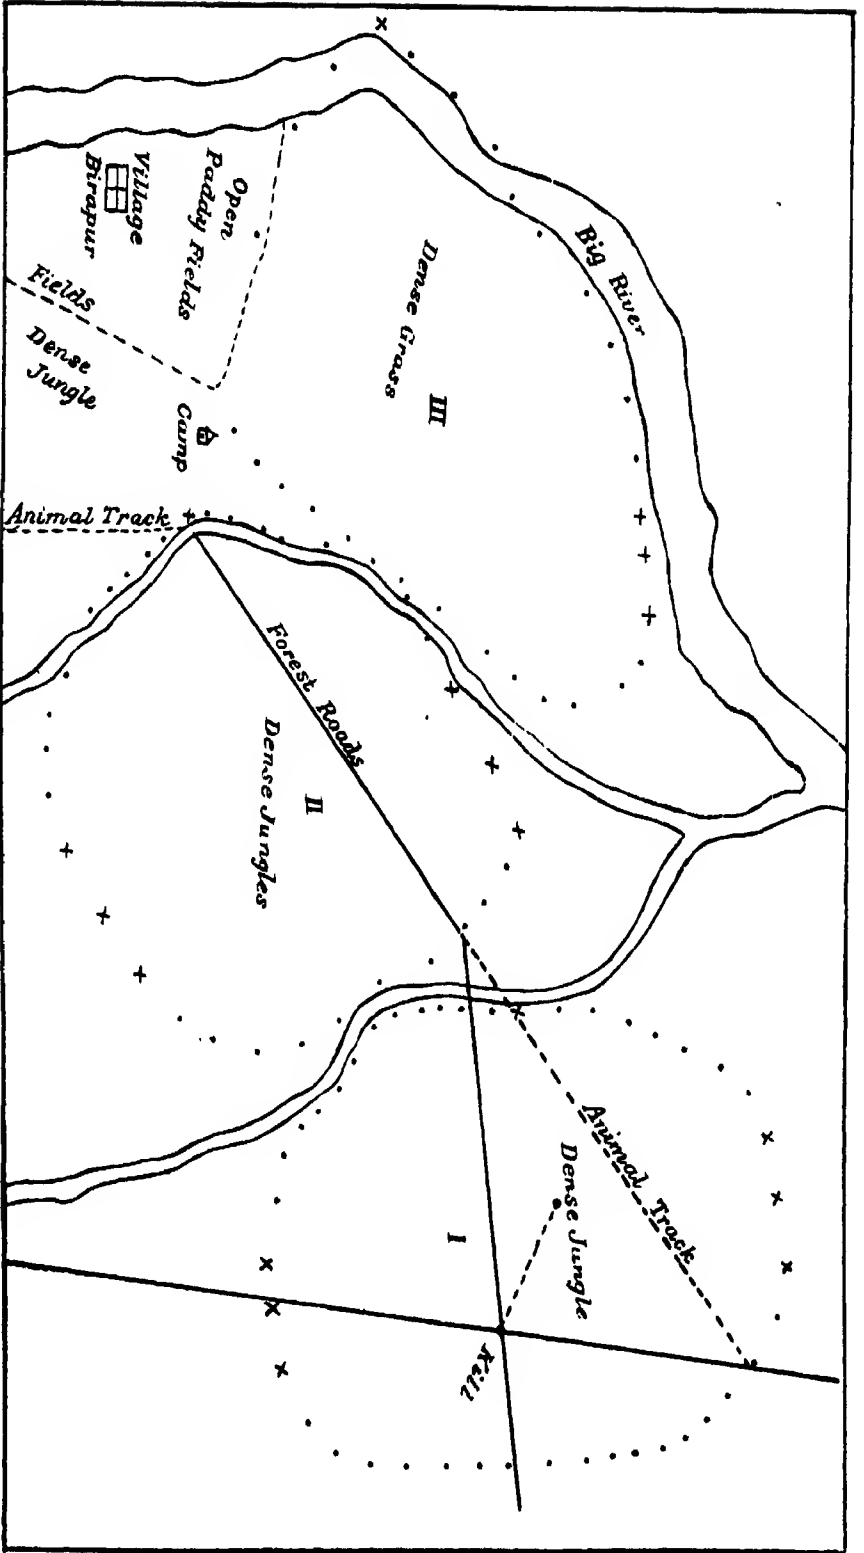 Big River
Dense Grass
III
Open
Paddy Fields
Village
Birapur
Fields
Dense
Jungle
Camp
Animal Track
Forest Roads
II
Dense Jungles
Animal Track
Dense Jungle
I
Kill